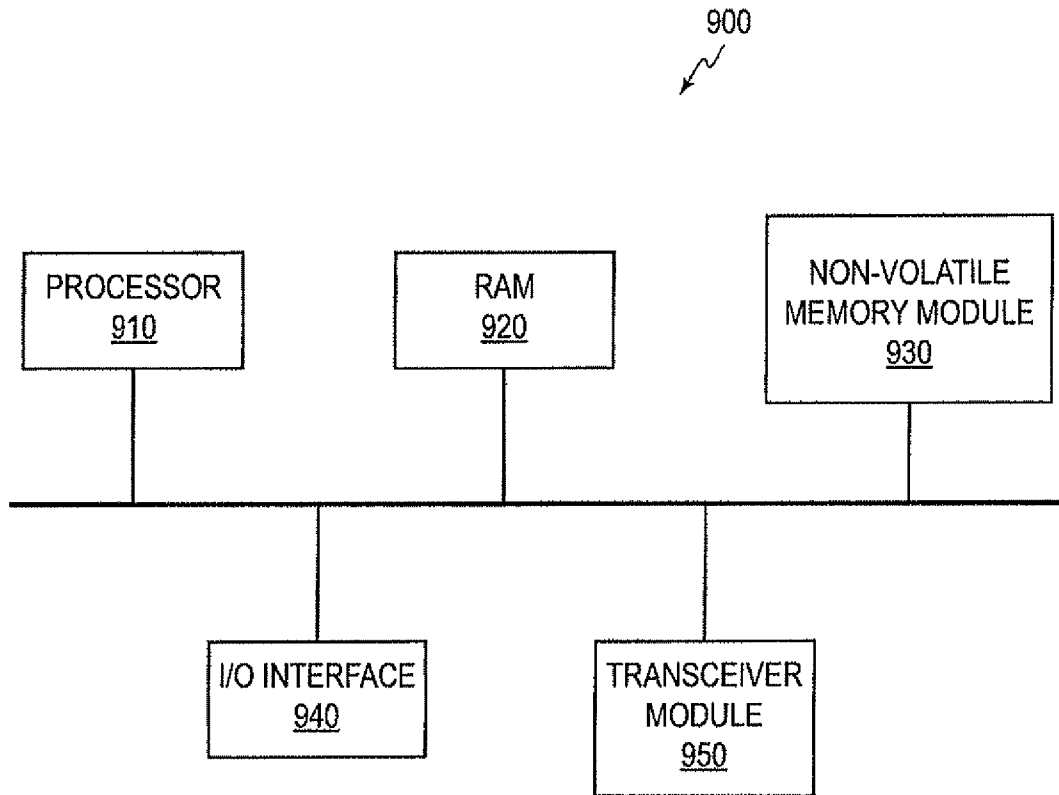 900
PROCESSOR
910
RAM
920
NON-VOLATILE
MEMORY MODULE
930
I/O INTERFACE
940
TRANSCEIVER
MODULE
950